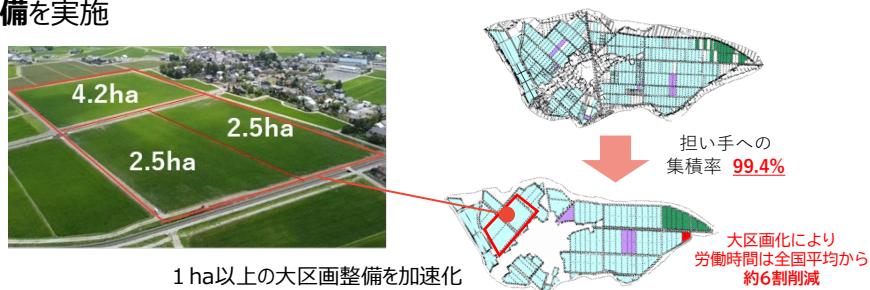 備を実施
4.2ha
2.5ha
2.5ha
担い手への
集積率 99.4%
大区画化により
労働時間は全国平均から
約6割削減
1ha以上の大区画整備を加速化